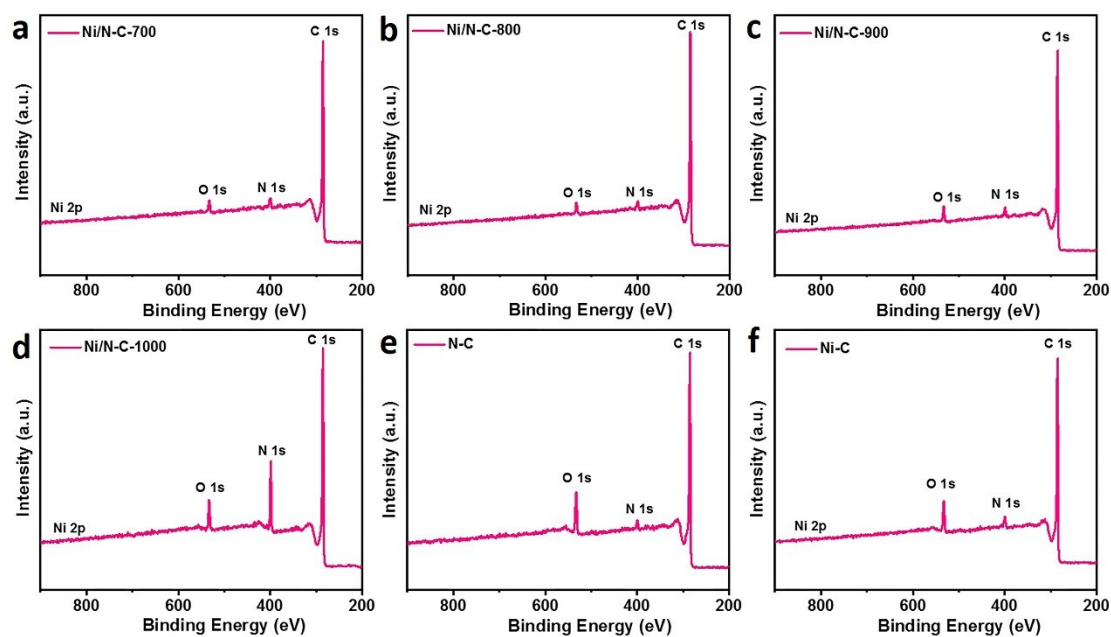 a
Ni/N-C-700
C 1s
O 1s
N 1s
Ni 2p
Intensity (a.u.)
800 600 400 200
Binding Energy (eV)
b
Ni/N-C-800
C 1s
O 1s
N 1s
Ni 2p
Intensity (a.u.)
800 600 400 200
Binding Energy (eV)
c
Ni/N-C-900
C 1s
O 1s
N 1s
Ni 2p
Intensity (a.u.)
800 600 400 200
Binding Energy (eV)
d
Ni/N-C-1000
C 1s
N 1s
O 1s
Ni 2p
Intensity (a.u.)
800 600 400 200
Binding Energy (eV)
e
N-C
C 1s
O 1s
N 1s
Intensity (a.u.)
800 600 400 200
Binding Energy (eV)
f
Ni-C
C 1s
O 1s
N 1s
Ni 2p
Intensity (a.u.)
800 600 400 200
Binding Energy (eV)